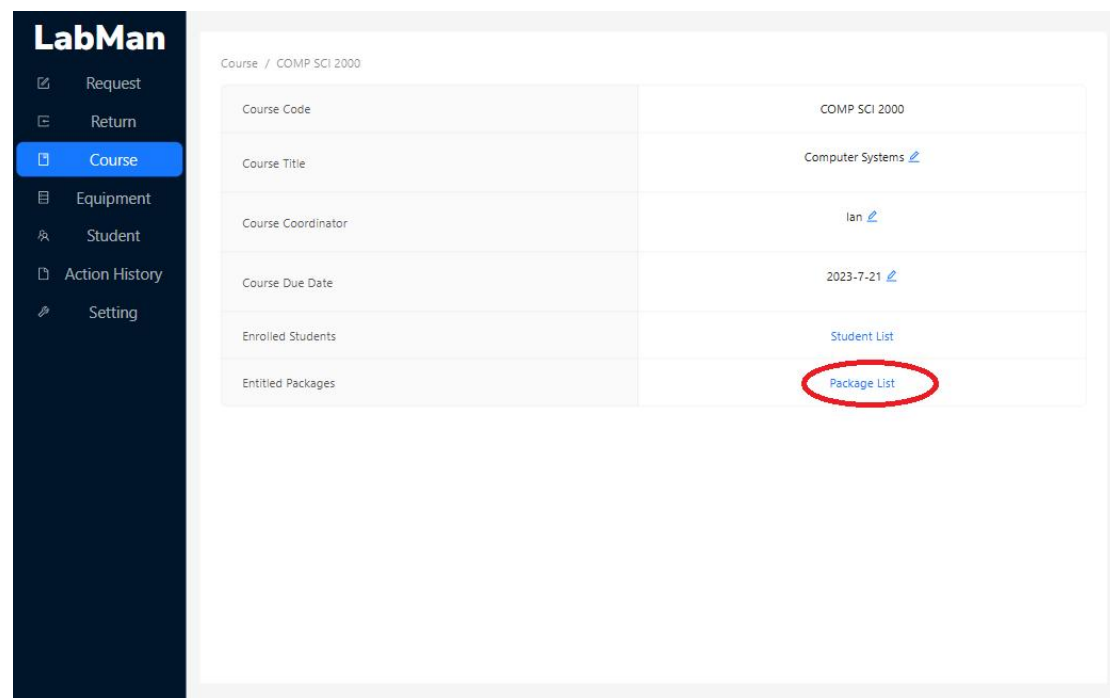 LabMan
Request
Return
Course
Equipment
Student
Action History
Setting
Course / COMP SCI 2000
Course Code COMP SCI 2000
Course Title Computer Systems
Course Coordinator Ian
Course Due Date 2023-7-21
Enrolled Students Student List
Entitled Packages Package List